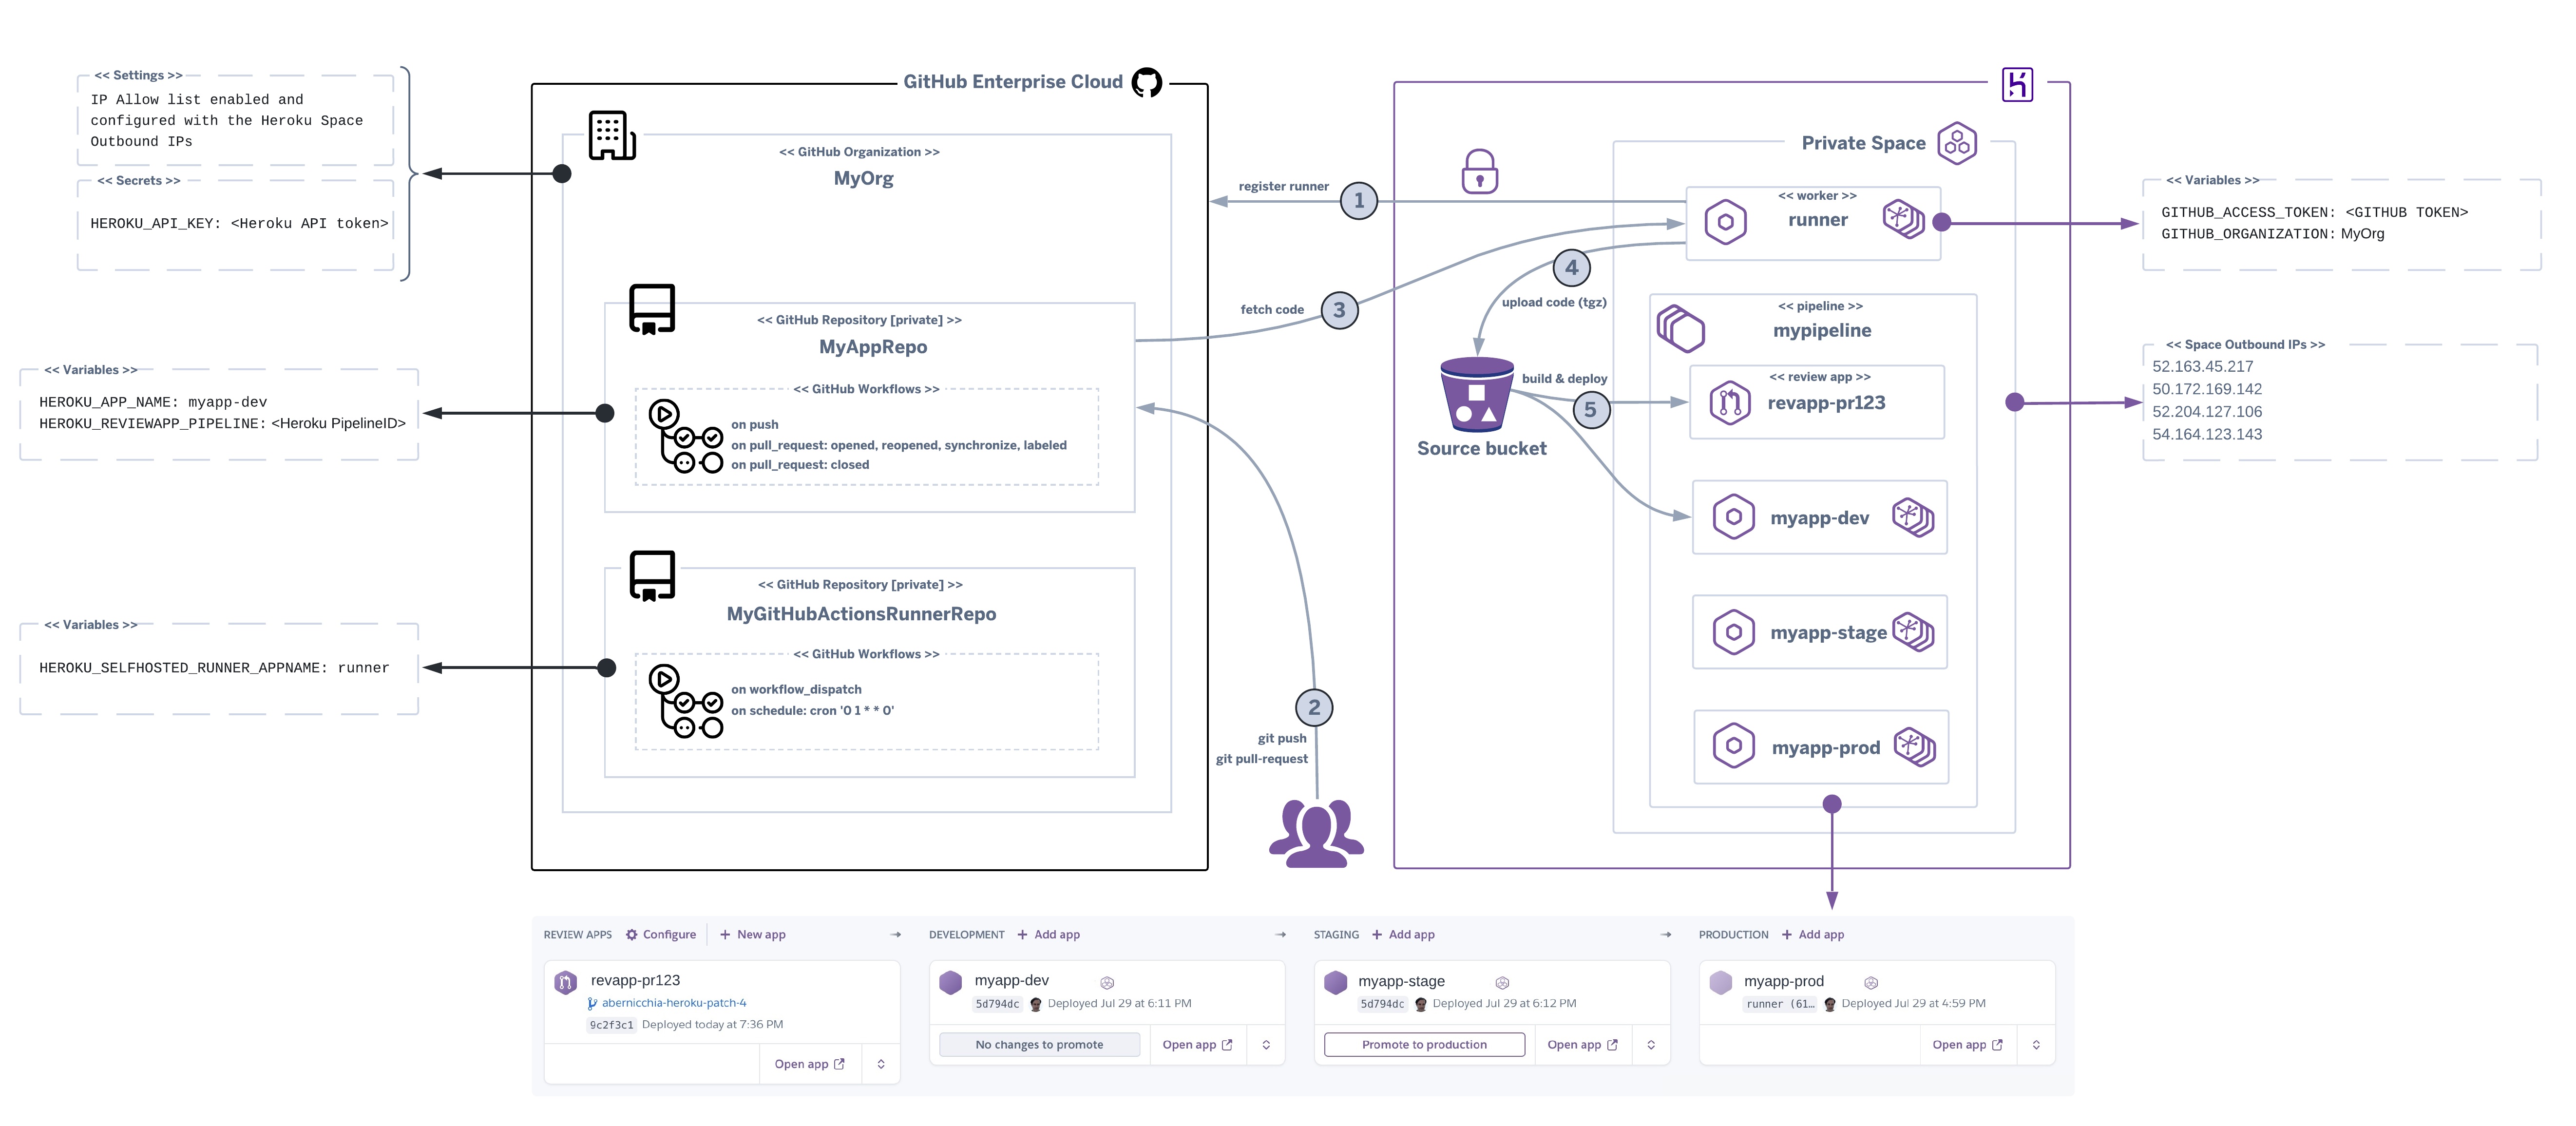 << Settings >>
IP Allow list enabled and
configured with the Heroku Space
Outbound IPs
<< Secrets >>
HEROKU_API_KEY: <Heroku API token>
<< Variables >>
HEROKU_APP_NAME: myapp-dev
HEROKU_REVIEWAPP_PIPELINE: <Heroku PipelineID>
<< Variables >>
HEROKU_SELFHOSTED_RUNNER_APPNAME: runner
GitHub Enterprise Cloud
<< GitHub Organization >>
MyOrg
<< GitHub Repository [private] >>
MyAppRepo
<< GitHub Workflows >>
on push
on pull_request: opened, reopened, synchronize, labeled
on pull_request: closed
<< GitHub Repository [private] >>
MyGitHubActionsRunnerRepo
<< GitHub Workflows >>
on workflow_dispatch
on schedule: cron '0 1 * * 0'
register runner
1
fetch code
3
4
upload code (tgz)
build & deploy
5
Source bucket
2
git push
git pull-request
Private Space
<< worker >>
runner
<< pipeline >>
mypipeline
<< review app >>
revapp-pr123
myapp-dev
myapp-stage
myapp-prod
<< Variables >>
GITHUB_ACCESS_TOKEN: <GITHUB TOKEN>
GITHUB_ORGANIZATION: MyOrg
<< Space Outbound IPs >>
52.163.45.217
50.172.169.142
52.204.127.106
54.164.123.143
REVIEW APPS Configure + New app
revapp-pr123
abernicchia-heroku-patch-4
9c2f3c1 Deployed today at 7:36 PM
Open app
DEVELOPMENT + Add app
myapp-dev
5d794dc Deployed Jul 29 at 6:11 PM
No changes to promote Open app
STAGING + Add app
myapp-stage
5d794dc Deployed Jul 29 at 6:12 PM
Promote to production Open app
PRODUCTION + Add app
myapp-prod
runner (61… Deployed Jul 29 at 4:59 PM
Open app